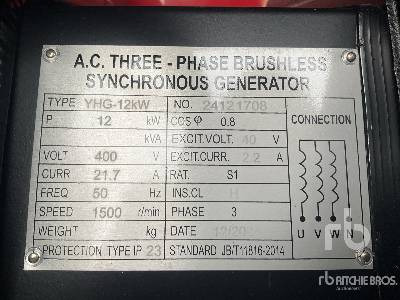 A.C. THREE - PHASE BRUSHLESS
SYNCHRONOUS GENERATOR
TYPE YHG-12kW NO. 24121708
P 12 kW COS φ 0.8 CONNECTION
kVA EXCIT.VOLT. 40 V
VOLT 400 V EXCIT.CURR. 2.2 A
CURR 21.7 A RAT. S1
FREQ 50 Hz INS.CL H
SPEED 1500 r/min PHASE 3
WEIGHT kg DATE
U V W N
PROTECTION TYPE IP 23 STANDARD JB/T11816-2014
rb
RITCHIE BROS.
Auctioneers